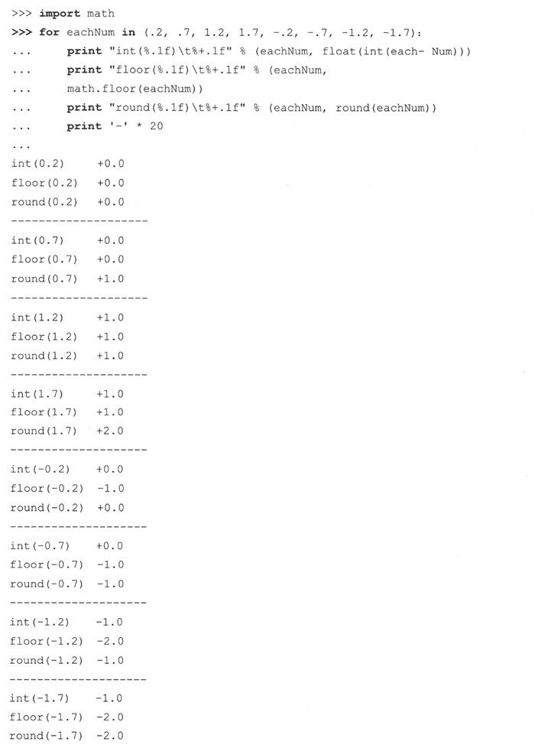 >>> import math
>>> for eachNum in (.2, .7, 1.2, 1.7, -.2, -.7, -1.2, -1.7):
...     print "int(%.1f)\t%+.1f" % (eachNum, float(int(each- Num)))
...     print "floor(%.1f)\t%+.1f" % (eachNum,
...     math.floor(eachNum))
...     print "round(%.1f)\t%+.1f" % (eachNum, round(eachNum))
...     print '-' * 20
...
int(0.2)    +0.0
floor(0.2)  +0.0
round(0.2)  +0.0
--------------------
int(0.7)    +0.0
floor(0.7)  +0.0
round(0.7)  +1.0
--------------------
int(1.2)    +1.0
floor(1.2)  +1.0
round(1.2)  +1.0
--------------------
int(1.7)    +1.0
floor(1.7)  +1.0
round(1.7)  +2.0
--------------------
int(-0.2)   +0.0
floor(-0.2) -1.0
round(-0.2) +0.0
--------------------
int(-0.7)   +0.0
floor(-0.7) -1.0
round(-0.7) -1.0
--------------------
int(-1.2)   -1.0
floor(-1.2) -2.0
round(-1.2) -1.0
--------------------
int(-1.7)   -1.0
floor(-1.7) -2.0
round(-1.7) -2.0